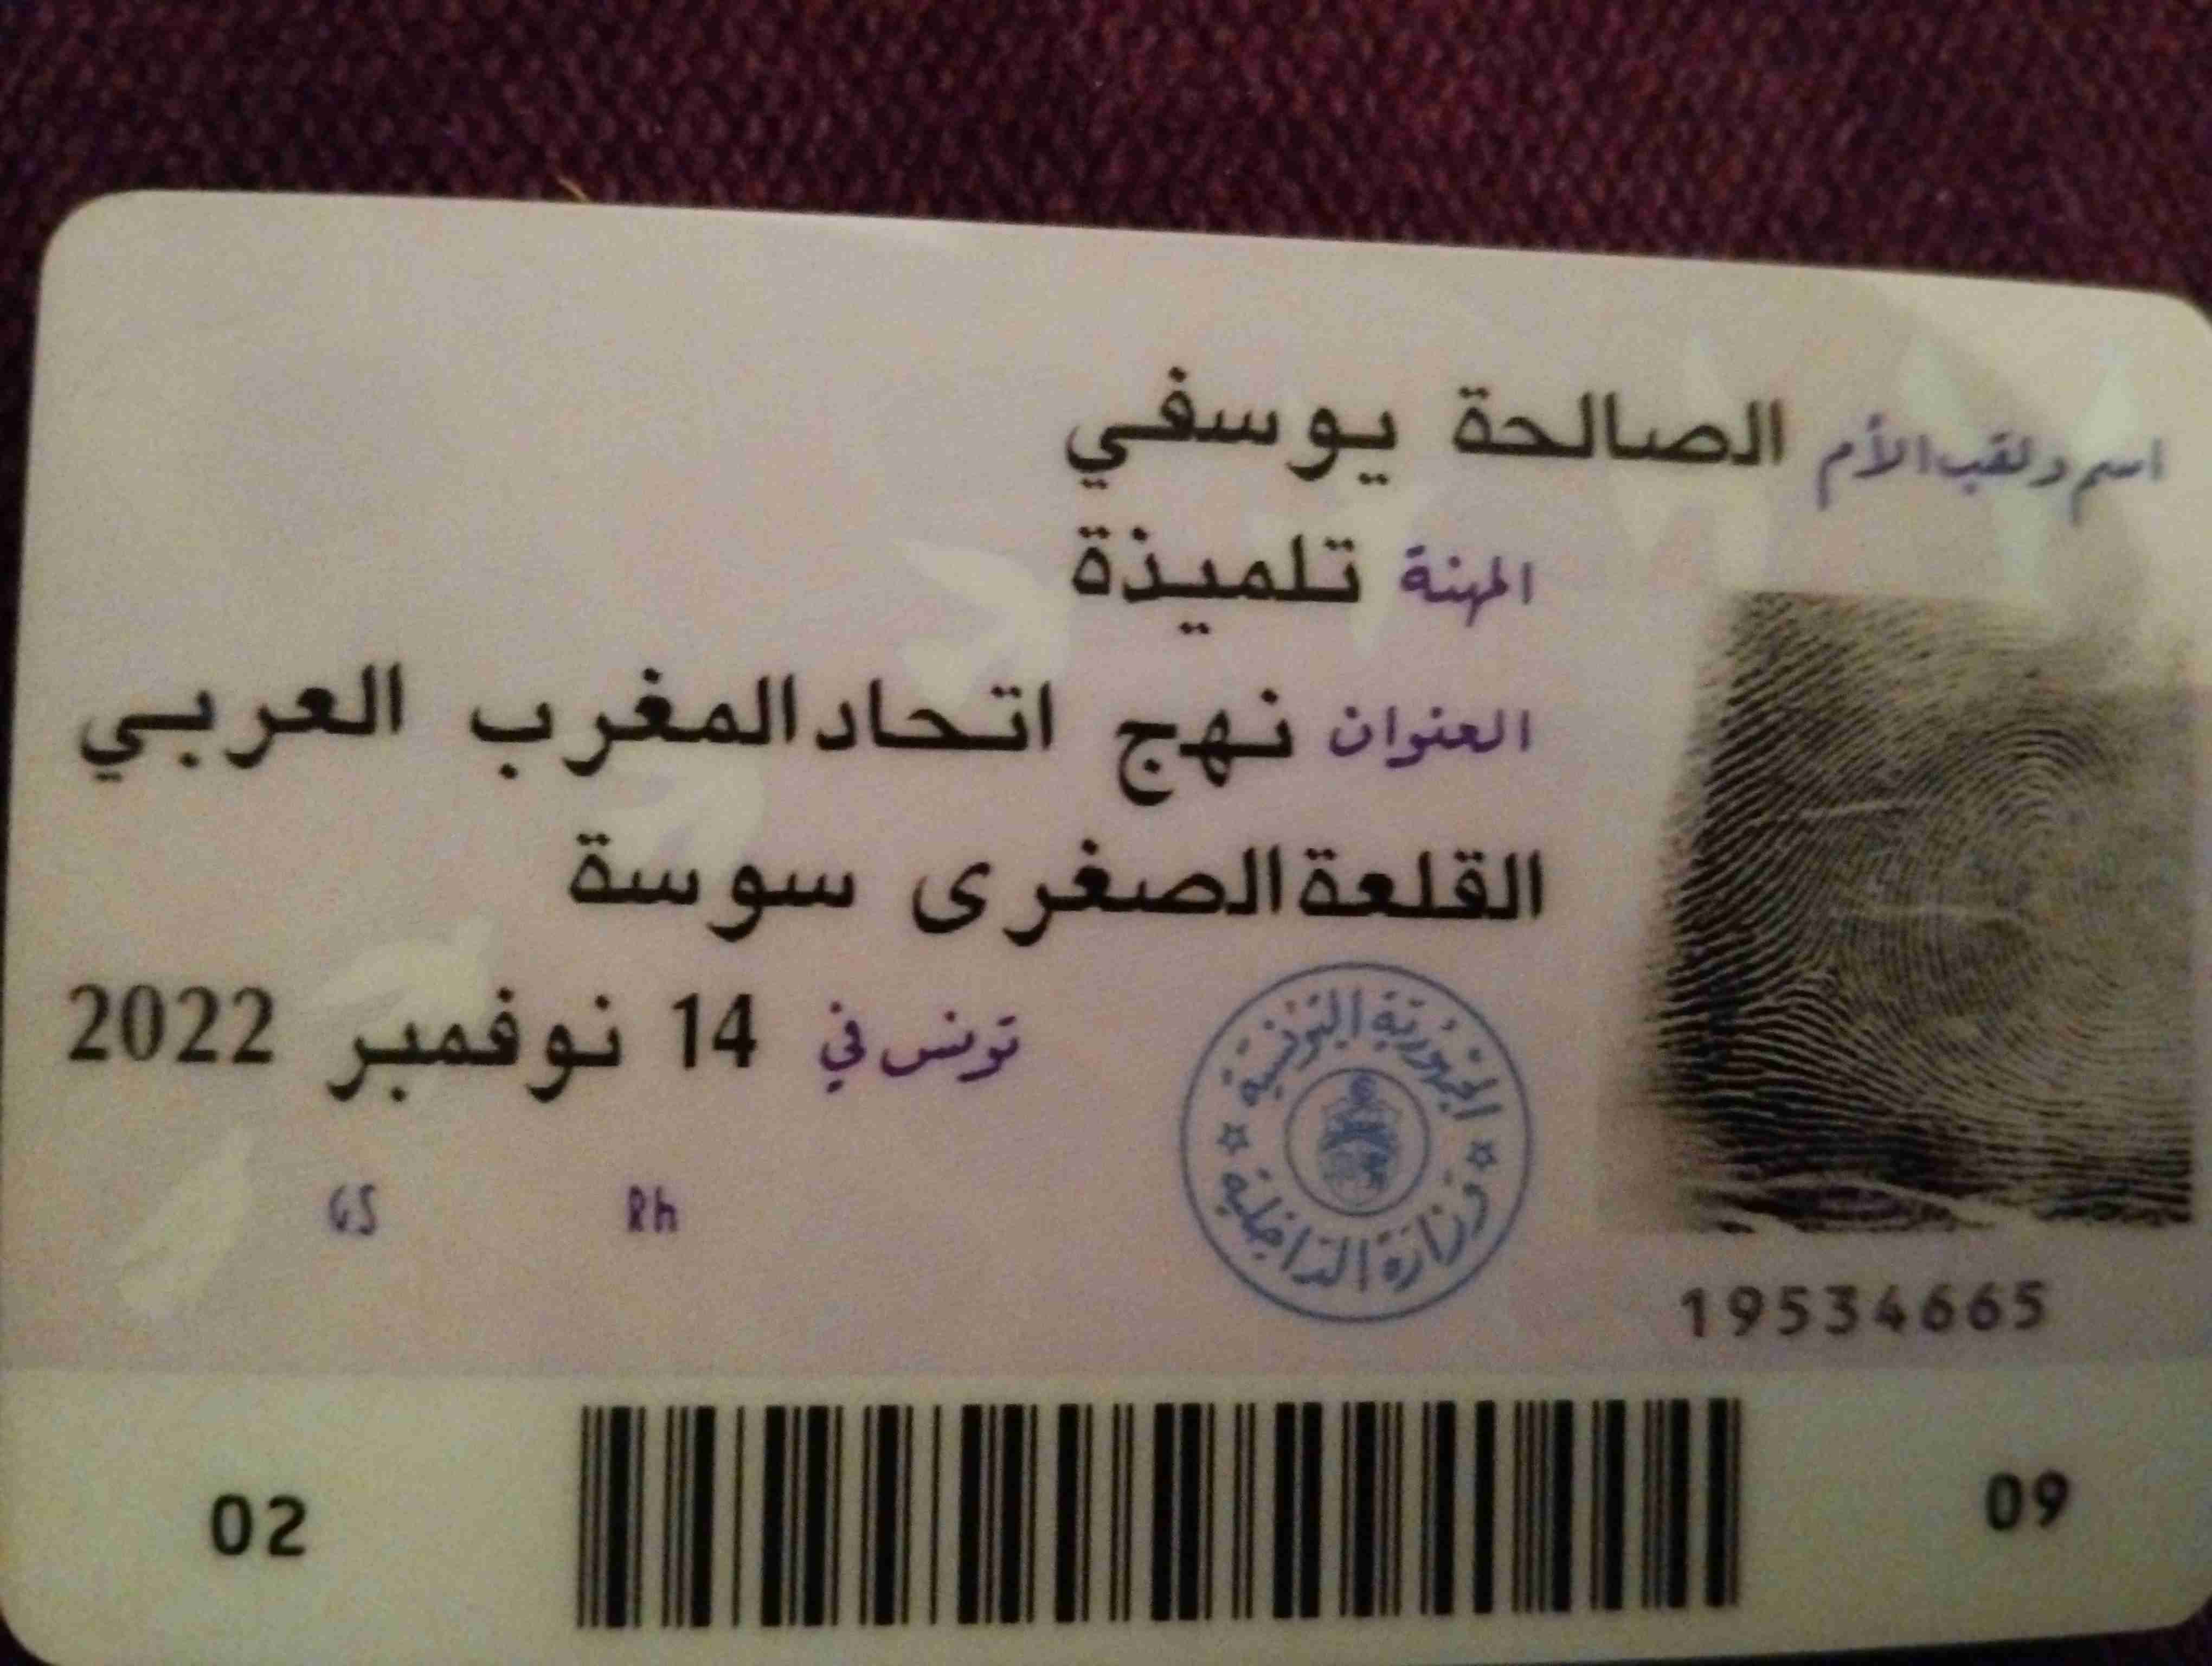 اسم ولقب الأم الصالحة يوسفي
المهنة تلميذة
العنوان نهج اتحاد المغرب العربي
القلعة الصغرى سوسة
تونس في 14 نوفمبر 2022
الجمهورية التونسية
وزارة الداخلية
Rh GS
19534665
02 09